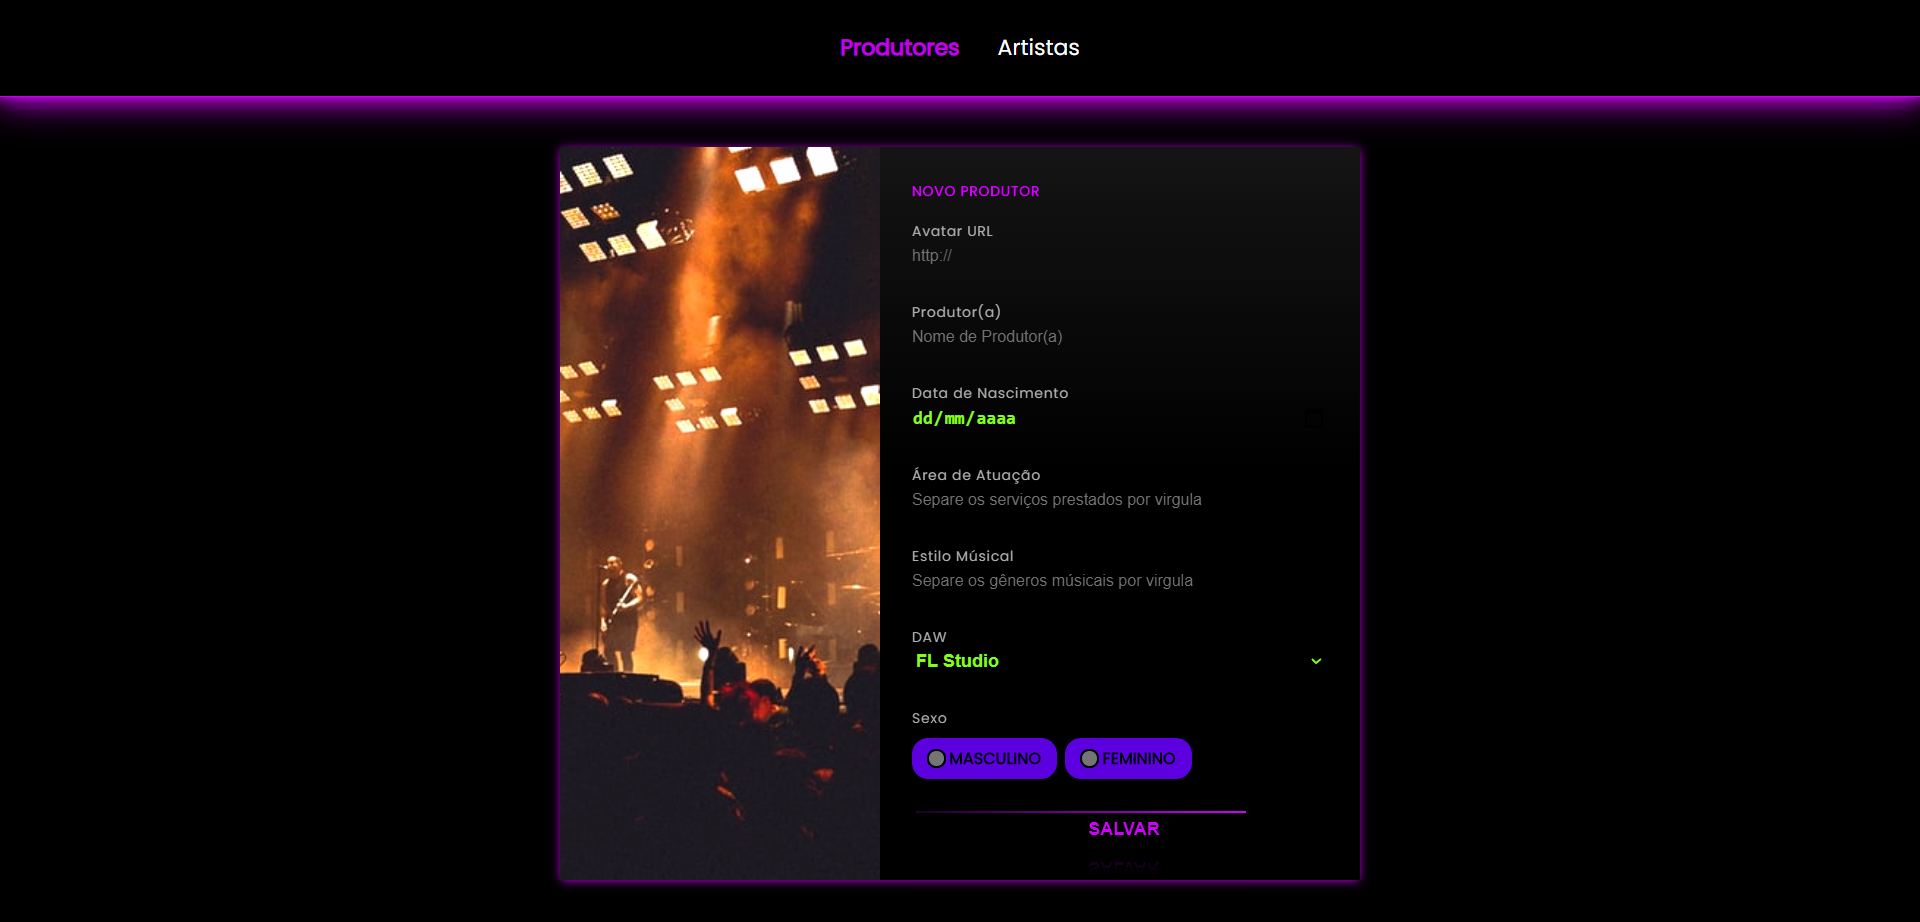 Produtores Artistas
NOVO PRODUTOR
Avatar URL
http://
Produtor(a)
Nome de Produtor(a)
Data de Nascimento
dd/mm/aaaa
Área de Atuação
Separe os serviços prestados por virgula
Estilo Músical
Separe os gêneros músicais por virgula
DAW
FL Studio
Sexo
MASCULINO FEMININO
SALVAR